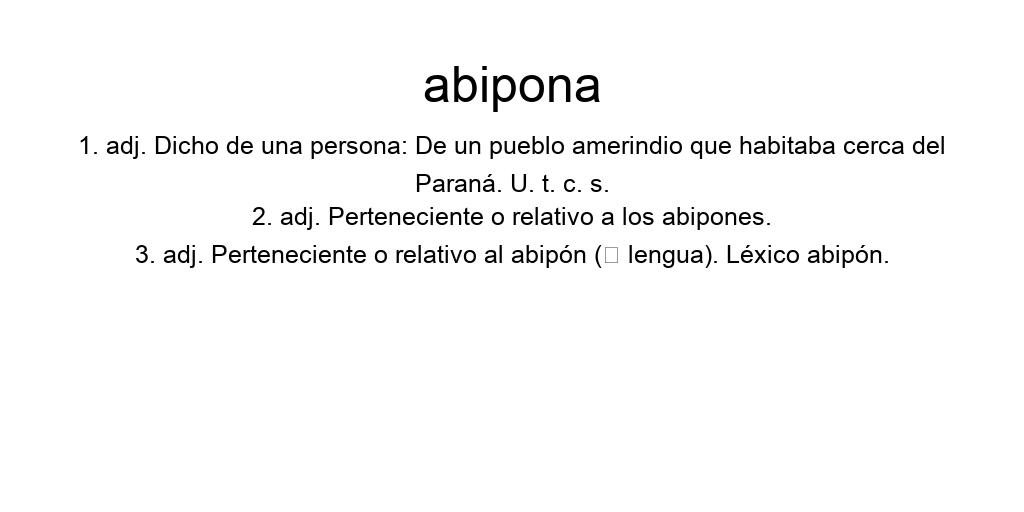 abipona
1. adj. Dicho de una persona: De un pueblo amerindio que habitaba cerca del
Paraná. U. t. c. s.
2. adj. Perteneciente o relativo a los abipones.
3. adj. Perteneciente o relativo al abipón (□ lengua). Léxico abipón.